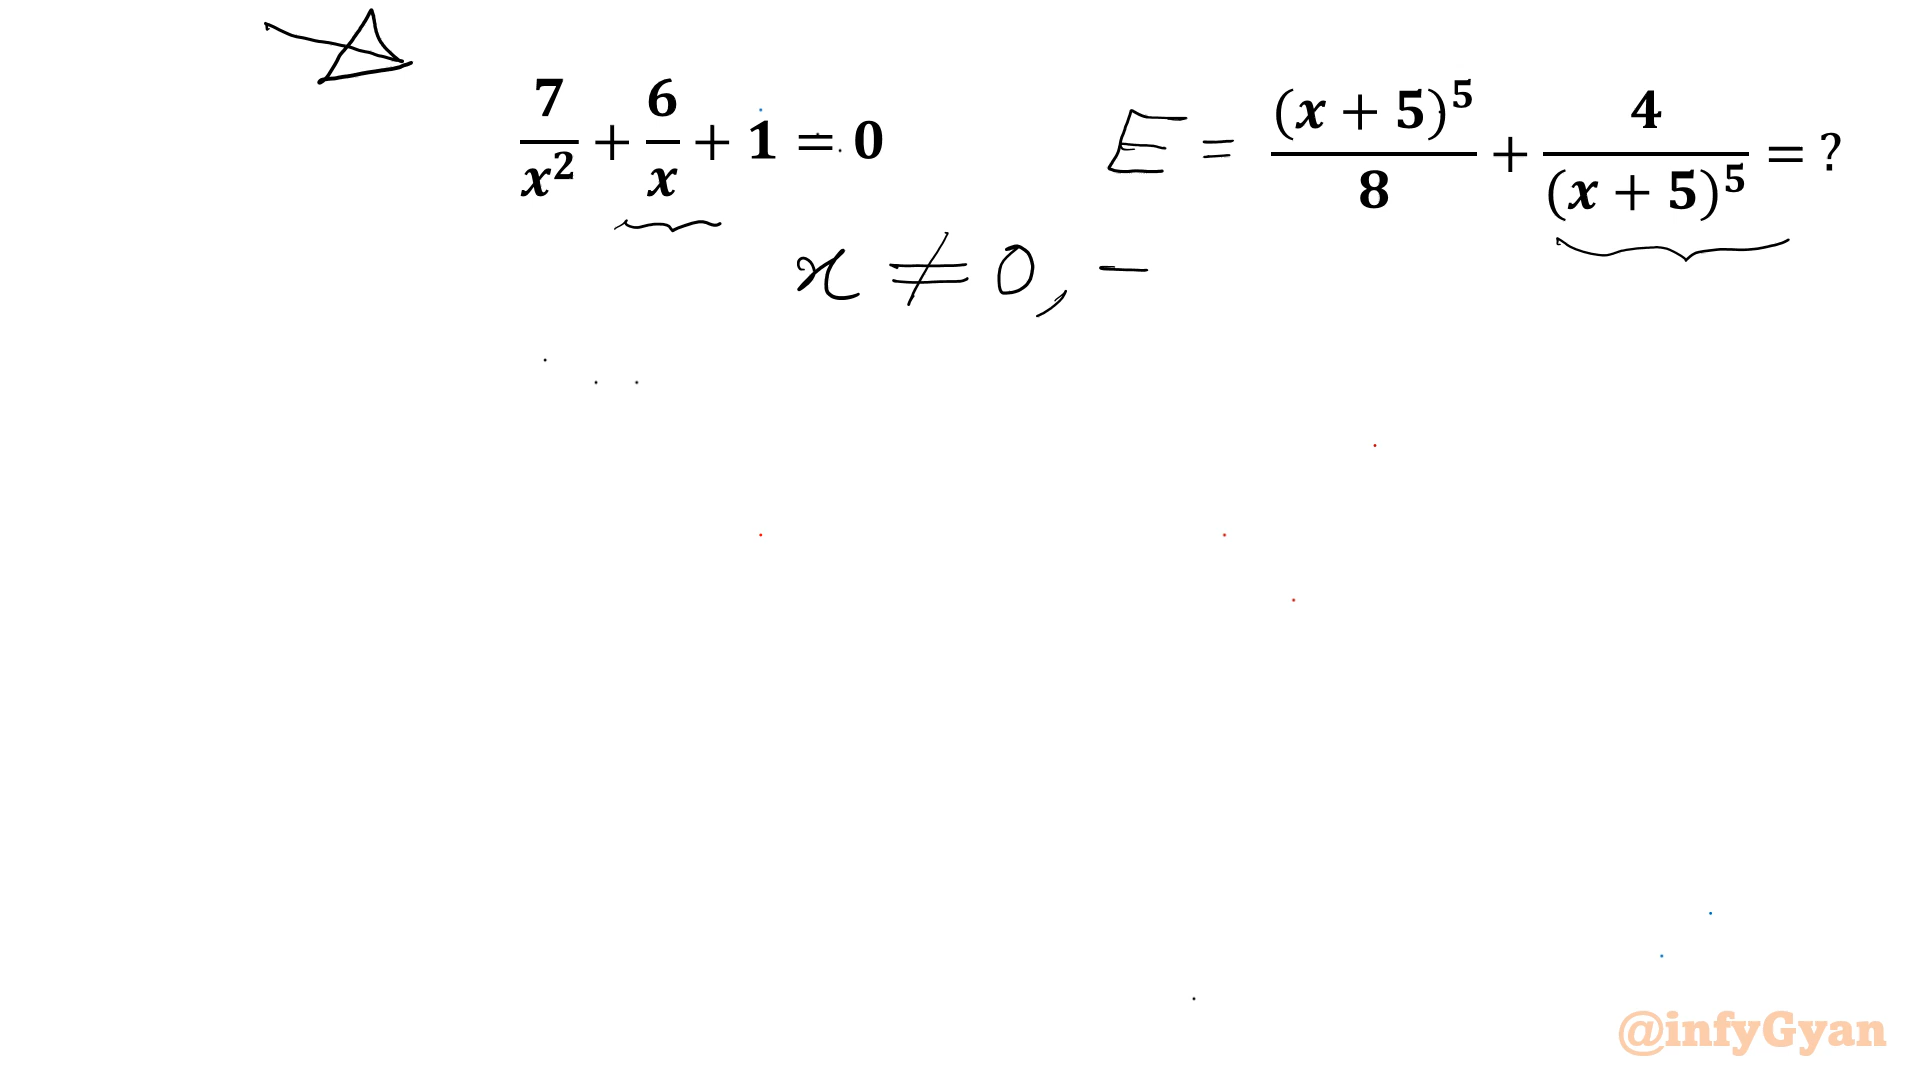 7/x² + 6/x + 1 = 0
E = (x + 5)⁵/8 + 4/(x + 5)⁵ = ?
x ≠ 0, −
@infyGyan